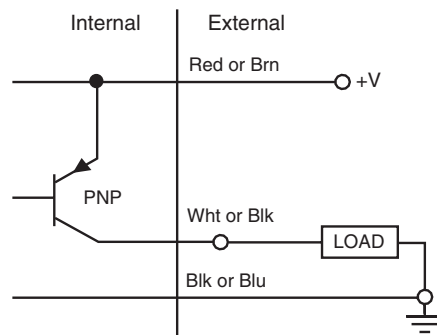 Internal External
Red or Brn
+V
PNP
Wht or Blk
LOAD
Blk or Blu